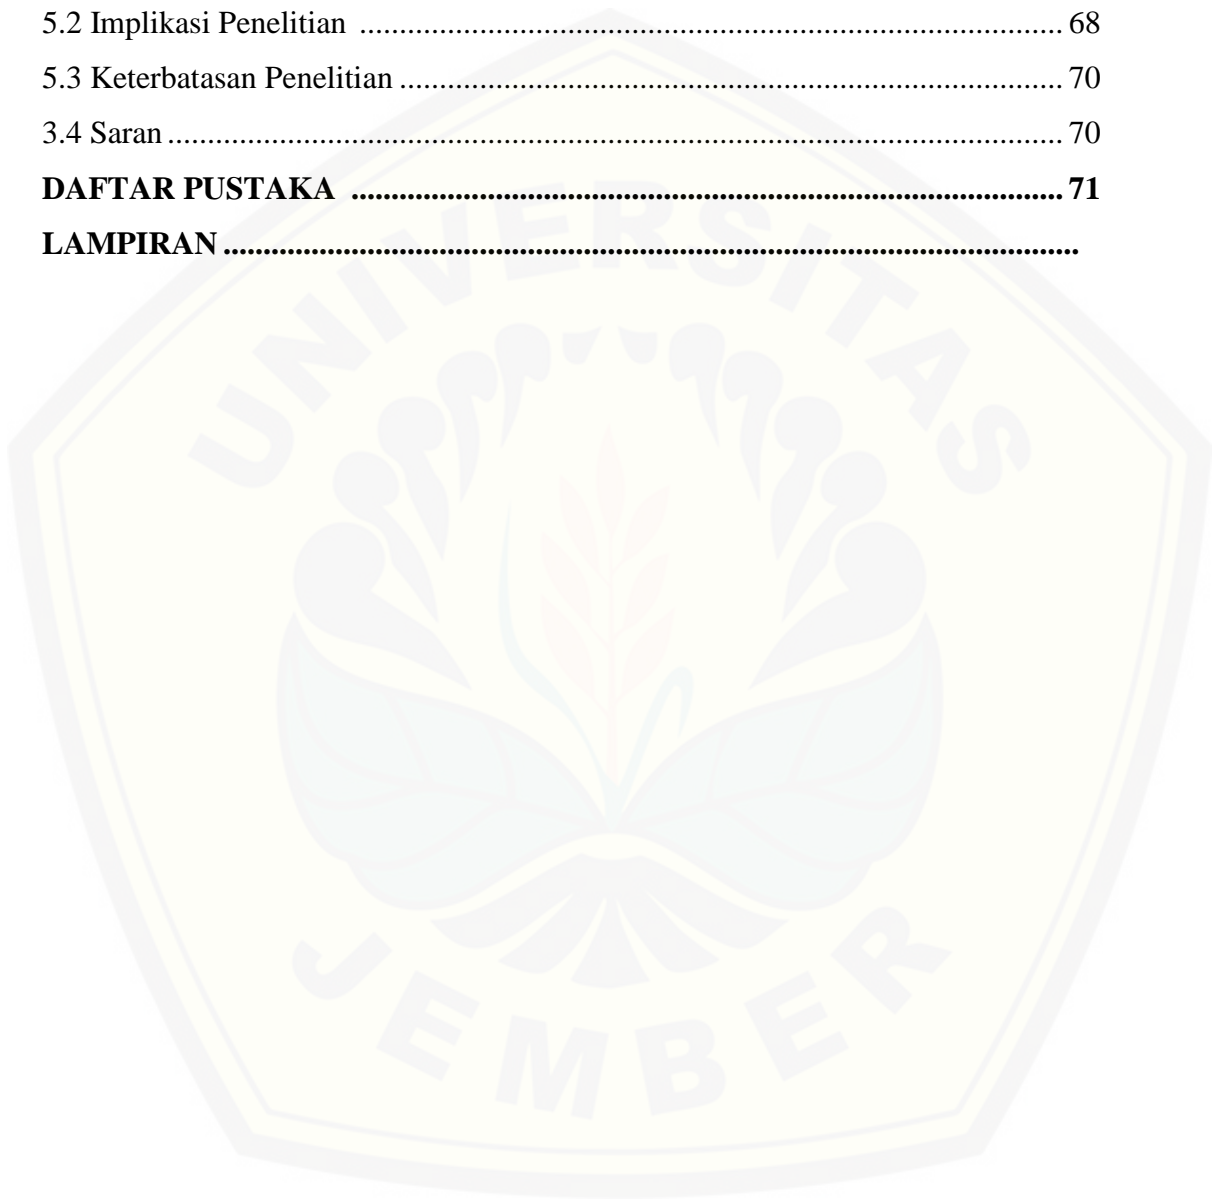 5.2 Implikasi Penelitian ........................................................................................ 68
5.3 Keterbatasan Penelitian ................................................................................... 70
3.4 Saran ................................................................................................................ 70
DAFTAR PUSTAKA ......................................................................................... 71
LAMPIRAN ...........................................................................................................
UNIVERSITAS
JEMBER